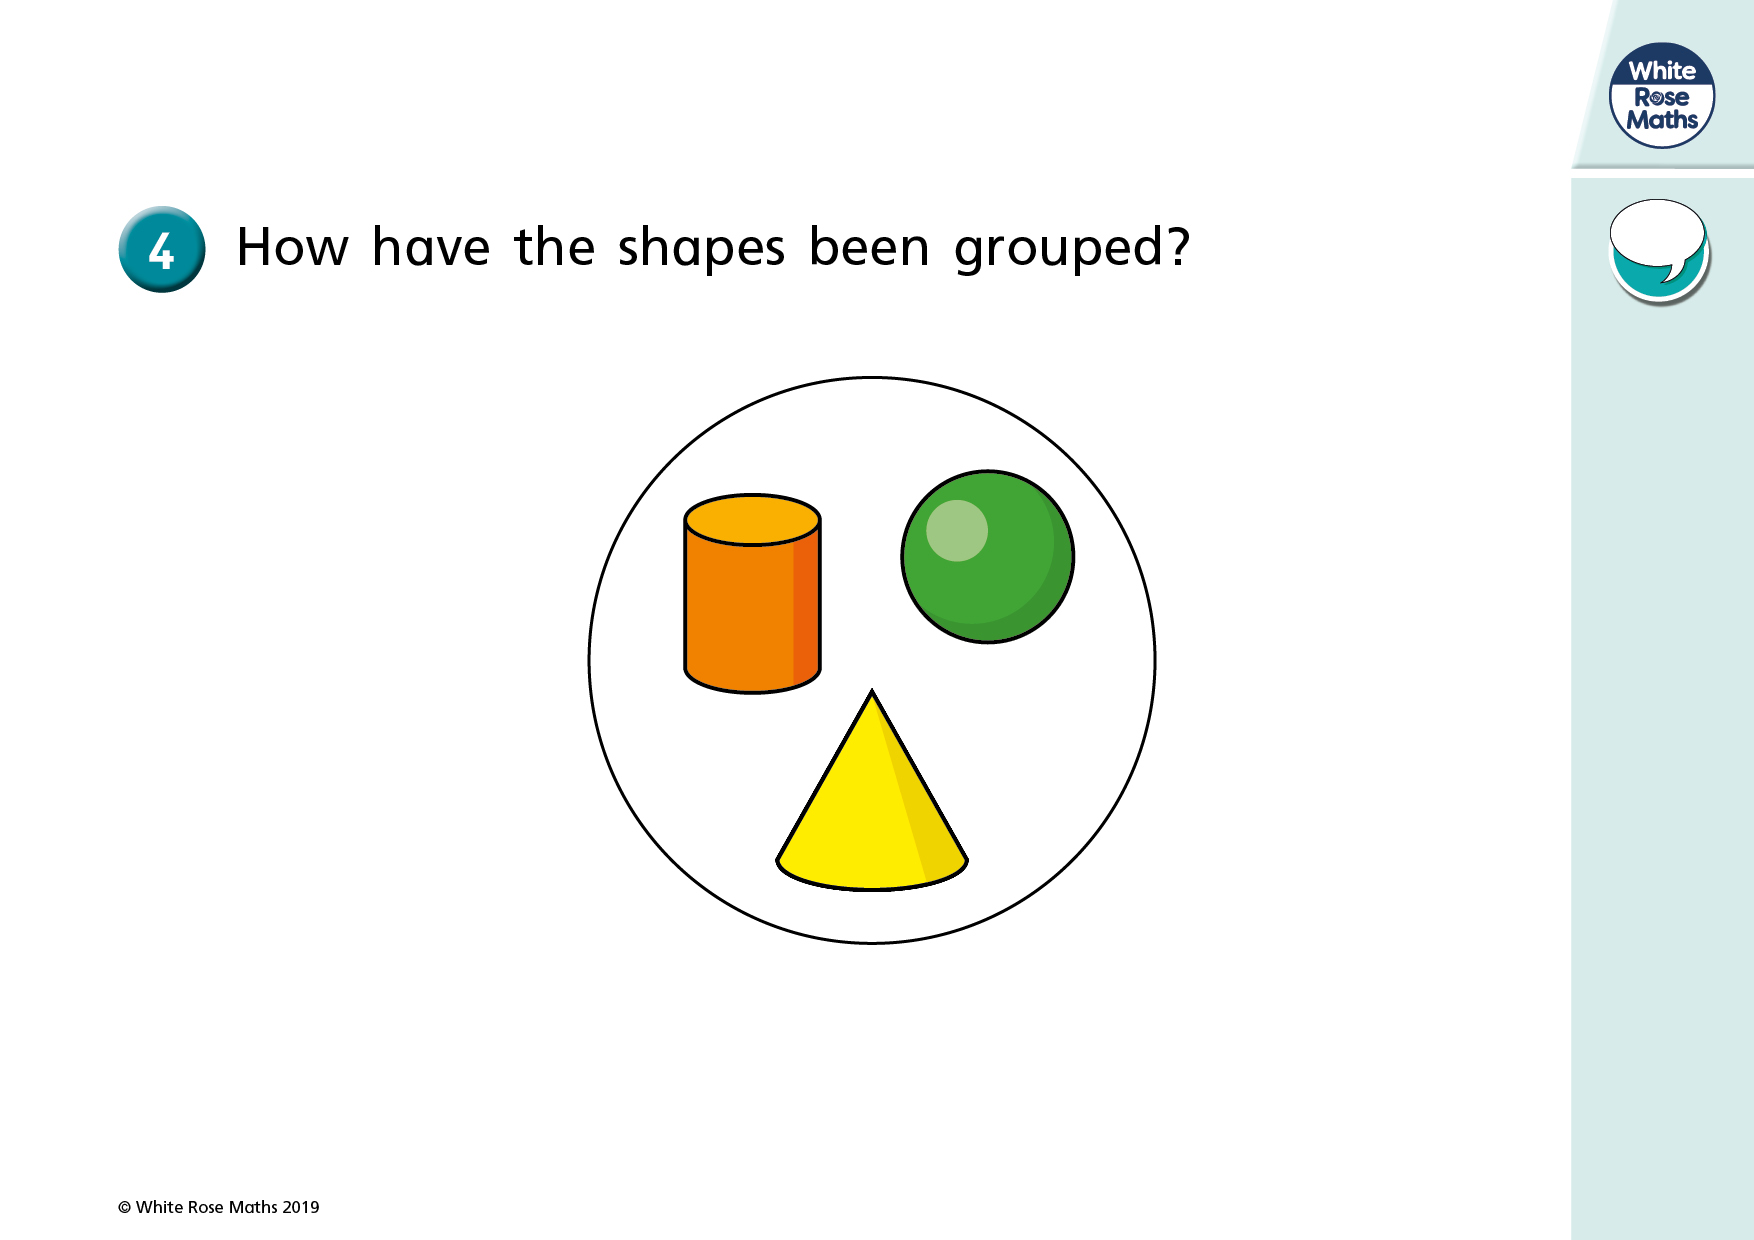 White
Rose
Maths
4 How have the shapes been grouped?
© White Rose Maths 2019